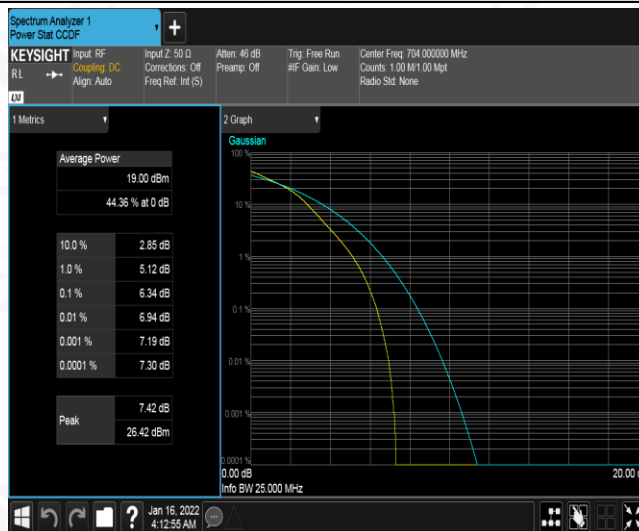 Spectrum Analyzer 1
Power Stat CCDF
+
KEYSIGHT
RL
LXI
Input: RF
Coupling: DC
Align: Auto
Input Z: 50 Ω
Corrections: Off
Freq Ref: Int (S)
Atten: 46 dB
Preamp: Off
Trig: Free Run
#IF Gain: Low
Center Freq: 704.000000 MHz
Counts: 1.00 M/1.00 Mpt
Radio Std: None
1 Metrics
Average Power
19.00 dBm
44.36 % at 0 dB
10.0 % 2.85 dB
1.0 % 5.12 dB
0.1 % 6.34 dB
0.01 % 6.94 dB
0.001 % 7.19 dB
0.0001 % 7.30 dB
Peak
7.42 dB
26.42 dBm
2 Graph
Gaussian
100 %
10 %
1 %
0.1 %
0.01 %
0.001 %
0.0001 %
0.00 dB
20.00
Info BW 25.000 MHz
?
Jan 16, 2022
4:12:55 AM